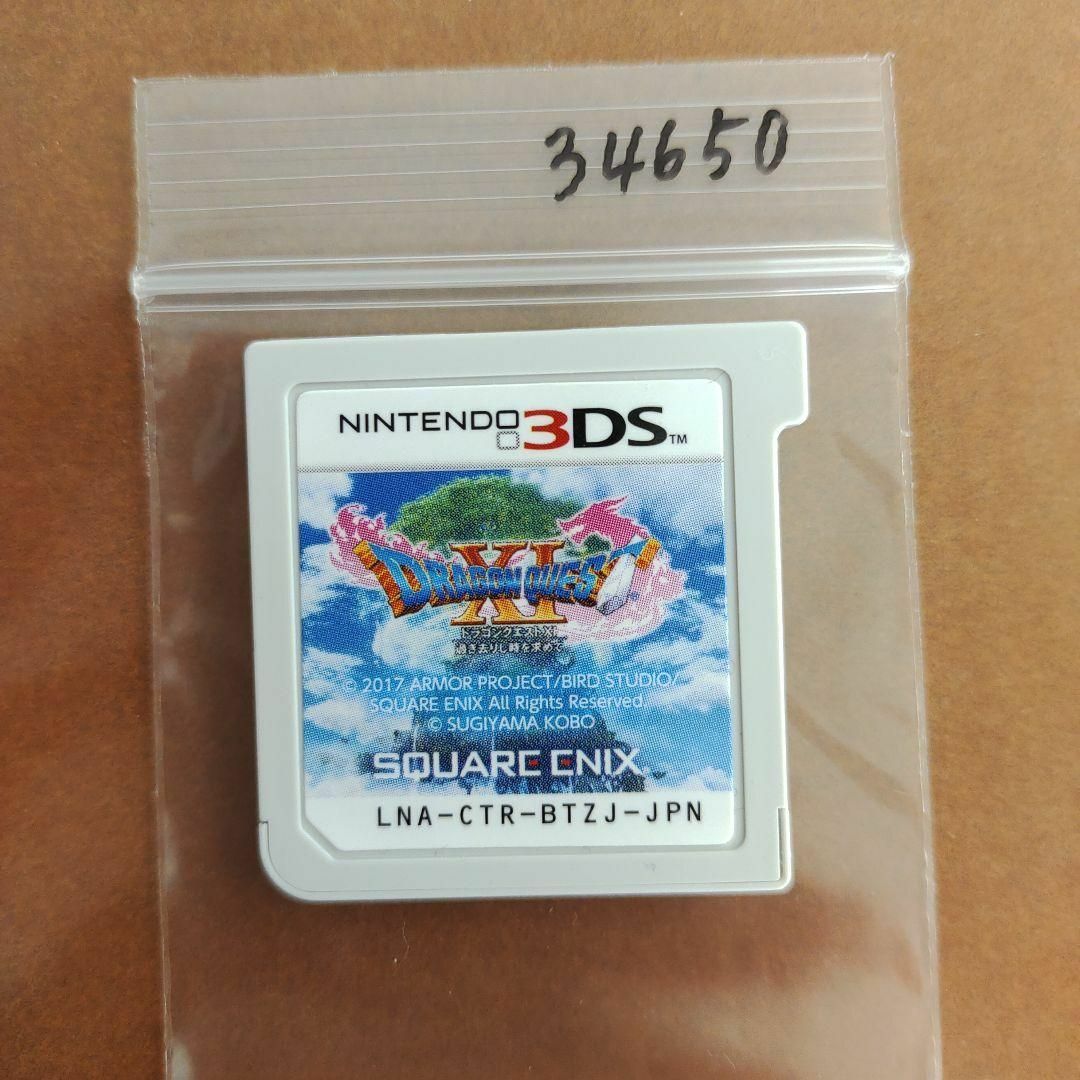 34650
NINTENDO 3DS™
DRAGON QUEST XI
ドラゴンクエストXI
過ぎ去りし時を求めて
© 2017 ARMOR PROJECT/BIRD STUDIO/
SQUARE ENIX All Rights Reserved.
© SUGIYAMA KOBO
SQUARE ENIX.
LNA-CTR-BTZJ-JPN